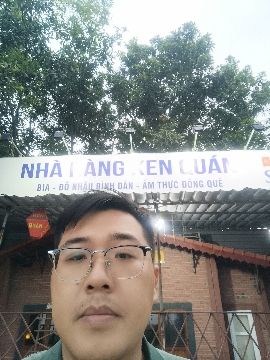 NHÀ HÀNG KEN QUÁN
BIA - ĐỒ NHẬU BÌNH DÂN - ẨM THỰC ĐỒNG QUÊ
S